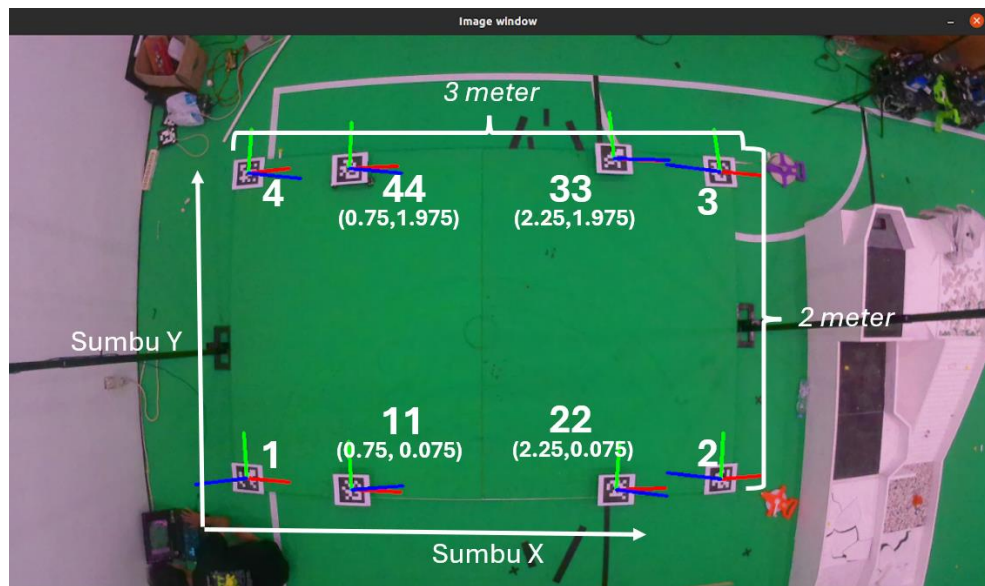 Image window
3 meter
4
44
(0.75,1.975)
33
(2.25,1.975)
3
2 meter
Sumbu Y
1
11
(0.75, 0.075)
22
(2.25,0.075)
2
Sumbu X